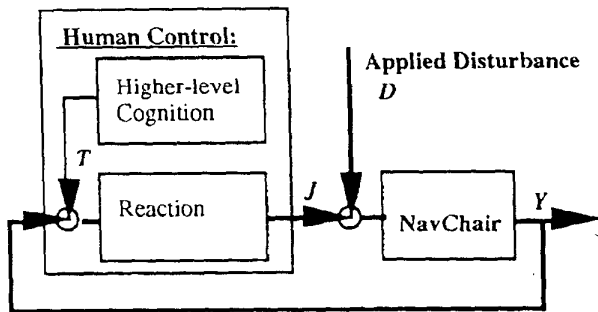 Human Control:
Higher-level
Cognition
Applied Disturbance
D
T
J
Reaction
NavChair
Y